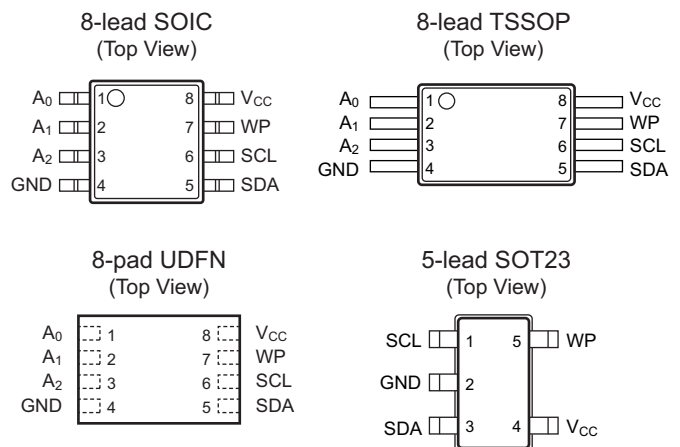 8-lead SOIC
(Top View)
A0 1 8 VCC
A1 2 7 WP
A2 3 6 SCL
GND 4 5 SDA
8-lead TSSOP
(Top View)
A0 1 8 VCC
A1 2 7 WP
A2 3 6 SCL
GND 4 5 SDA
8-pad UDFN
(Top View)
A0 1 8 VCC
A1 2 7 WP
A2 3 6 SCL
GND 4 5 SDA
5-lead SOT23
(Top View)
SCL 1 5 WP
GND 2
SDA 3 4 VCC